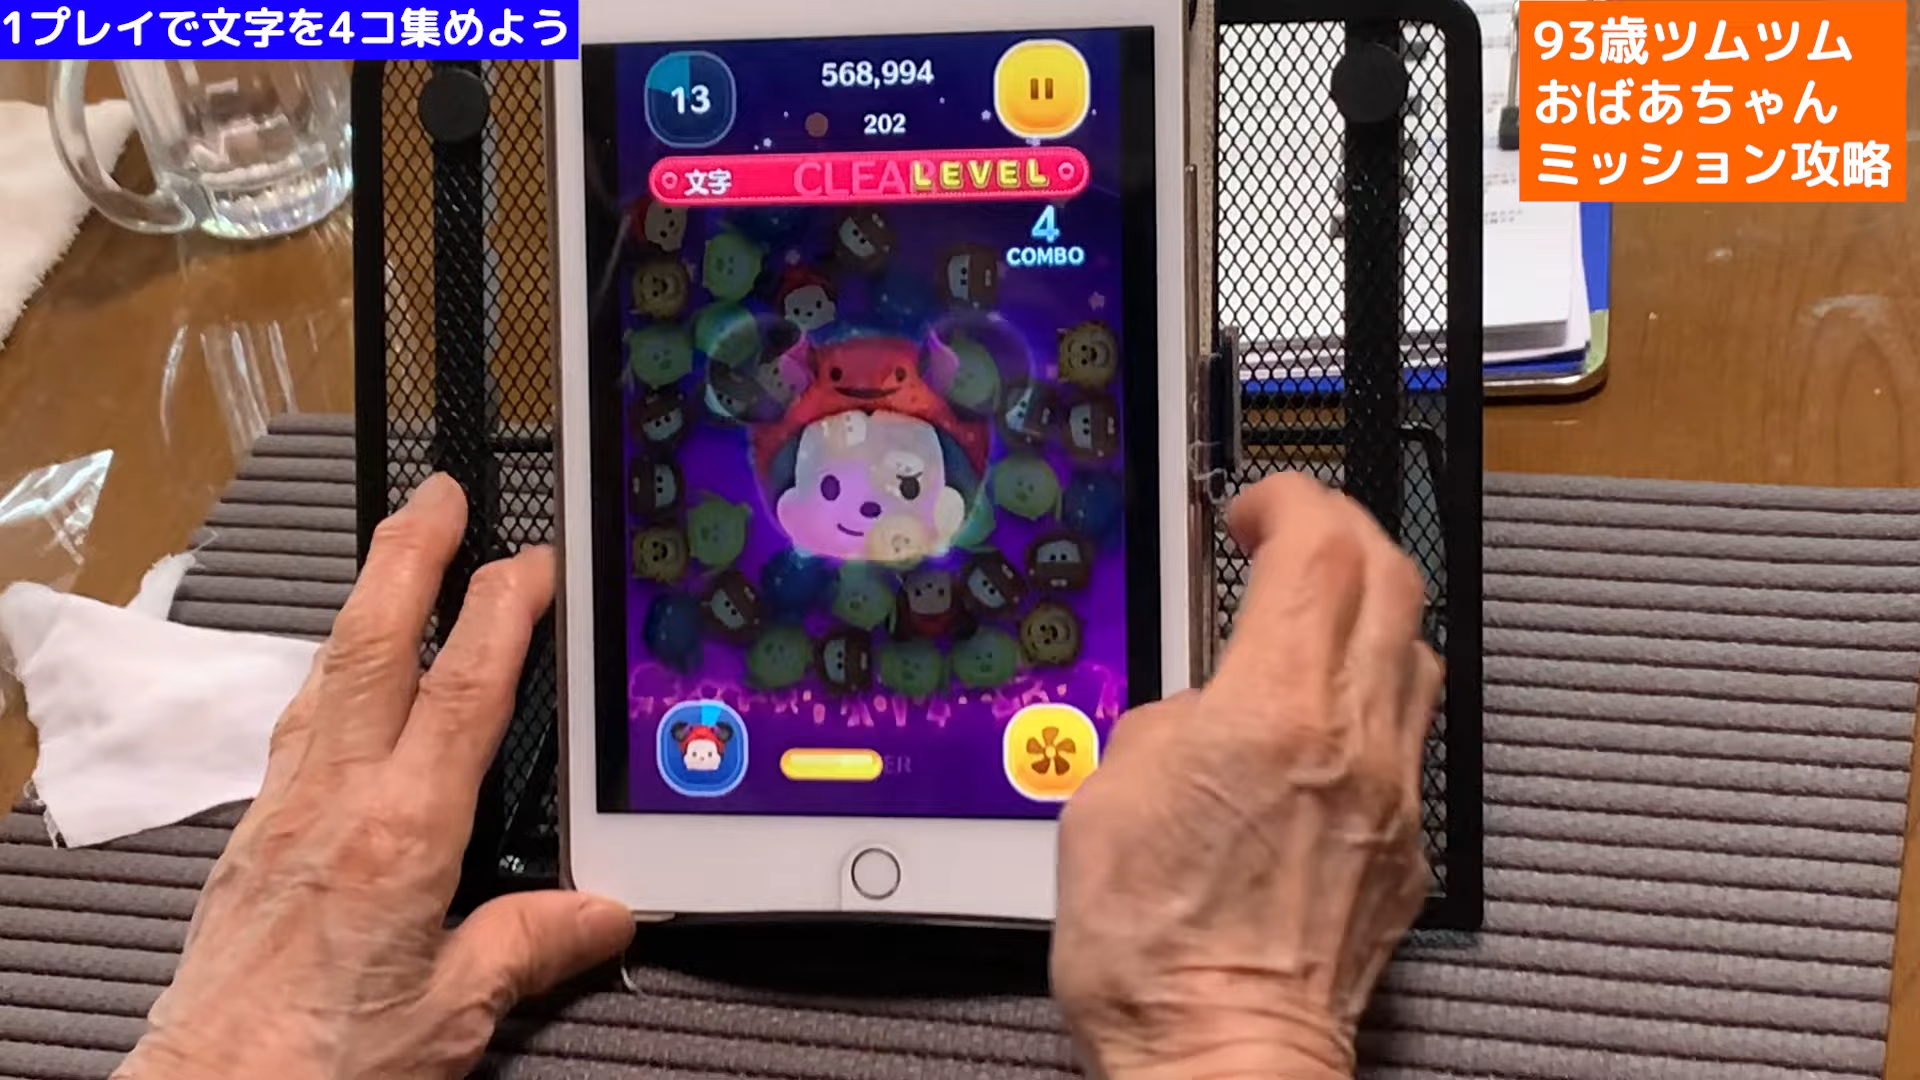 1プレイで文字を4コ集めよう
93歳ツムツム
おばあちゃん
ミッション攻略
13
568,994
202
文字 CLEAR LEVEL
4
COMBO